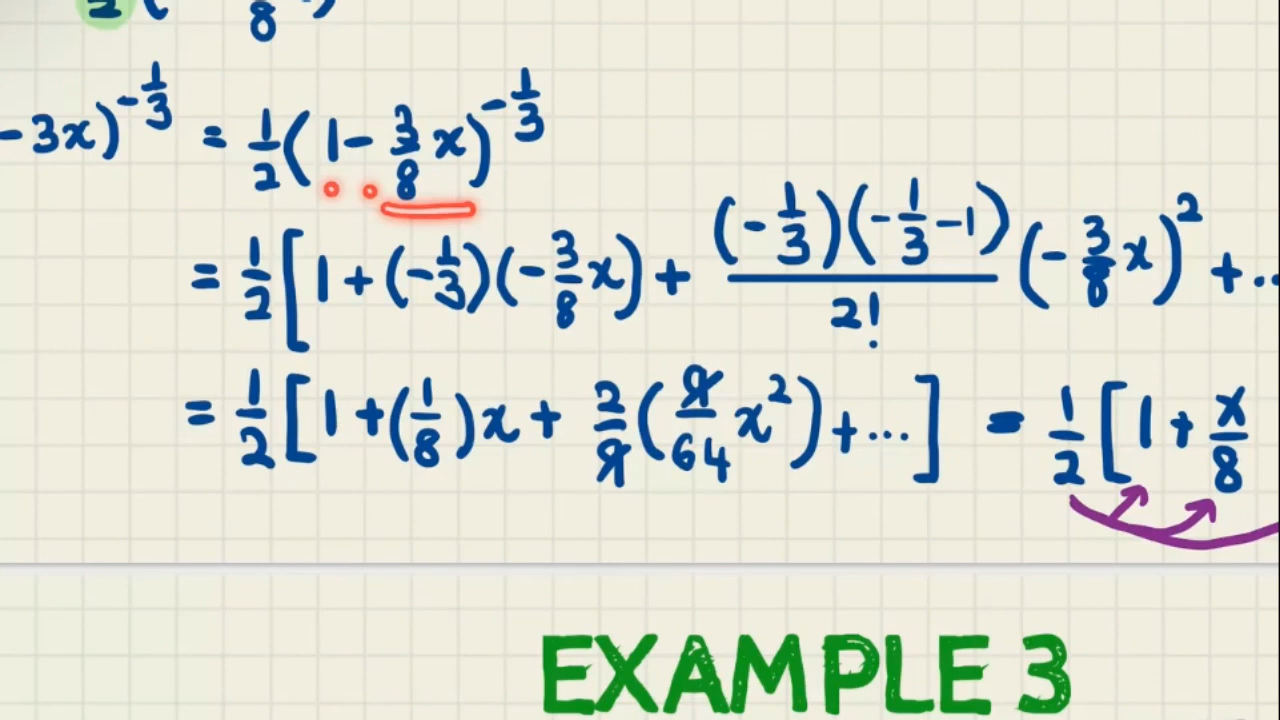 8
-3x)^{-1/3} = 1/2 (1 - 3/8 x)^{-1/3}
= 1/2 [1 + (-1/3)(-3/8 x) + (-1/3)(-1/3 -1)/2! (-3/8 x)^2 + ..
= 1/2 [1 + (1/8)x + 2/9 (9/64 x^2) + ...] = 1/2 [1 + x/8
EXAMPLE 3